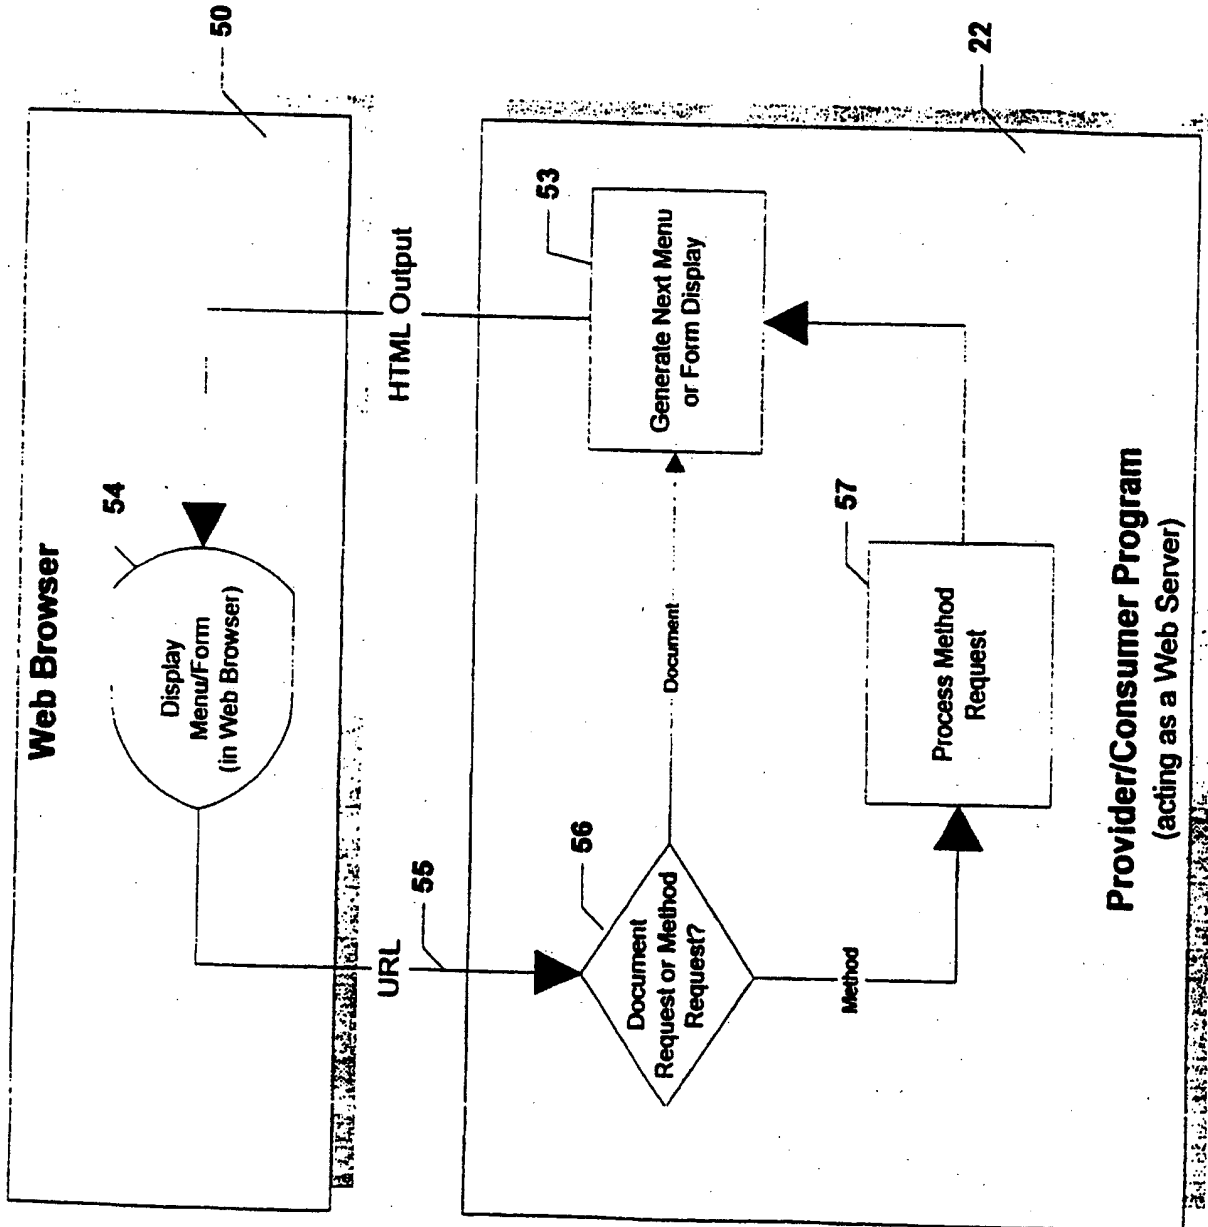 Web Browser
50
54
Display
Menu/Form
(in Web Browser)
URL
55
HTML Output
56
Document
Request or Method
Request?
Document
53
Generate Next Menu
or Form Display
Method
57
Process Method
Request
Provider/Consumer Program
(acting as a Web Server)
22